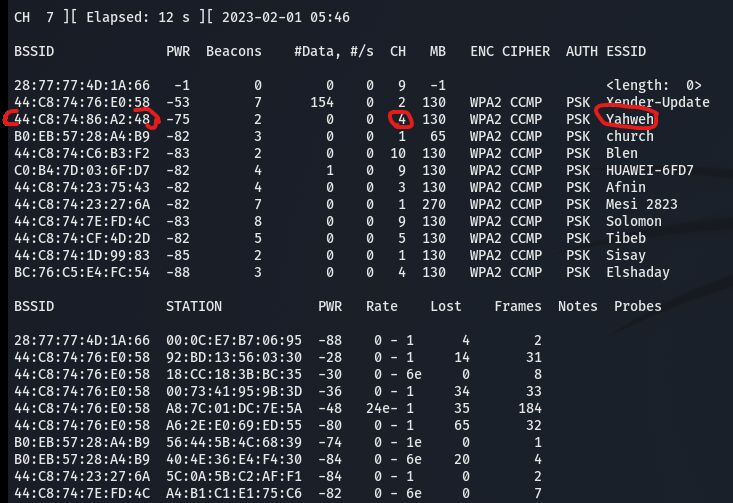 CH 7 ][ Elapsed: 12 s ][ 2023-02-01 05:46
BSSID PWR Beacons #Data, #/s CH MB ENC CIPHER AUTH ESSID
28:77:77:4D:1A:66 -1 0 0 0 9 -1 <length: 0>
44:C8:74:76:E0:58 -53 7 154 0 2 130 WPA2 CCMP PSK Xender-Update
44:C8:74:86:A2:48 -75 2 0 0 4 130 WPA2 CCMP PSK Yahweh
B0:EB:57:28:A4:B9 -82 3 0 0 1 65 WPA2 CCMP PSK church
44:C8:74:C6:B3:F2 -83 2 0 0 10 130 WPA2 CCMP PSK Blen
C0:B4:7D:03:6F:D7 -82 4 1 0 9 130 WPA2 CCMP PSK HUAWEI-6FD7
44:C8:74:23:75:43 -82 4 0 0 3 130 WPA2 CCMP PSK Afnin
44:C8:74:23:27:6A -82 7 0 0 1 270 WPA2 CCMP PSK Mesi 2823
44:C8:74:7E:FD:4C -83 8 0 0 9 130 WPA2 CCMP PSK Solomon
44:C8:74:CF:4D:2D -82 5 0 0 5 130 WPA2 CCMP PSK Tibeb
44:C8:74:1D:99:83 -85 2 0 0 1 130 WPA2 CCMP PSK Sisay
BC:76:C5:E4:FC:54 -88 3 0 0 4 130 WPA2 CCMP PSK Elshaday
BSSID STATION PWR Rate Lost Frames Notes Probes
28:77:77:4D:1A:66 00:0C:E7:B7:06:95 -88 0 - 1 4 2
44:C8:74:76:E0:58 92:BD:13:56:03:30 -28 0 - 1 14 31
44:C8:74:76:E0:58 18:CC:18:3B:BC:35 -30 0 - 6e 0 8
44:C8:74:76:E0:58 00:73:41:95:9B:3D -36 0 - 1 34 33
44:C8:74:76:E0:58 A8:7C:01:DC:7E:5A -48 24e- 1 35 184
44:C8:74:76:E0:58 A6:2E:E0:69:ED:55 -80 0 - 1 65 32
B0:EB:57:28:A4:B9 56:44:5B:4C:68:39 -74 0 - 1e 0 1
B0:EB:57:28:A4:B9 40:4E:36:E4:F4:30 -84 0 - 6e 20 4
44:C8:74:23:27:6A 5C:0A:5B:C2:AF:F1 -84 0 - 1 0 2
44:C8:74:7E:FD:4C A4:B1:C1:E1:75:C6 -82 0 - 6e 0 7